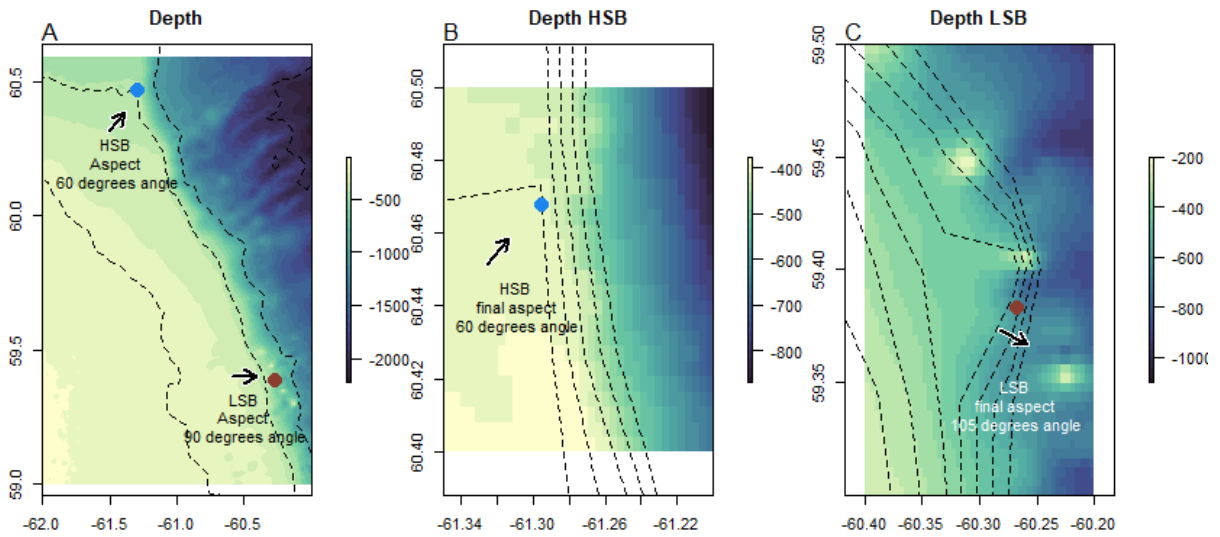 A
Depth
60.5
60.0
59.5
59.0
-62.0
-61.5
-61.0
-60.5
HSB
Aspect
60 degrees angle
LSB
Aspect
90 degrees angle
-500
-1000
-1500
-2000
B
Depth HSB
60.50
60.48
60.46
60.44
60.42
60.40
-61.34
-61.30
-61.26
-61.22
HSB
final aspect
60 degrees angle
-400
-500
-600
-700
-800
C
Depth LSB
59.50
59.45
59.40
59.35
-60.40
-60.35
-60.30
-60.25
-60.20
LSB
final aspect
105 degrees angle
-200
-400
-600
-800
-1000